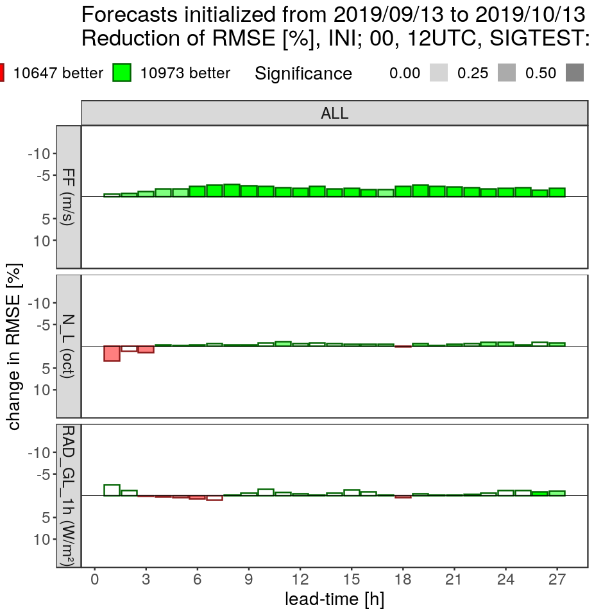 Forecasts initialized from 2019/09/13 to 2019/10/13
Reduction of RMSE [%], INI; 00, 12UTC, SIGTEST:
10647 better 10973 better Significance 0.00 0.25 0.50
ALL
-10
-5
5
10
FF (m/s)
-10
-5
5
10
N_L (oct)
-10
-5
5
10
RAD_GL_1h (W/m²)
change in RMSE [%]
0 3 6 9 12 15 18 21 24 27
lead-time [h]